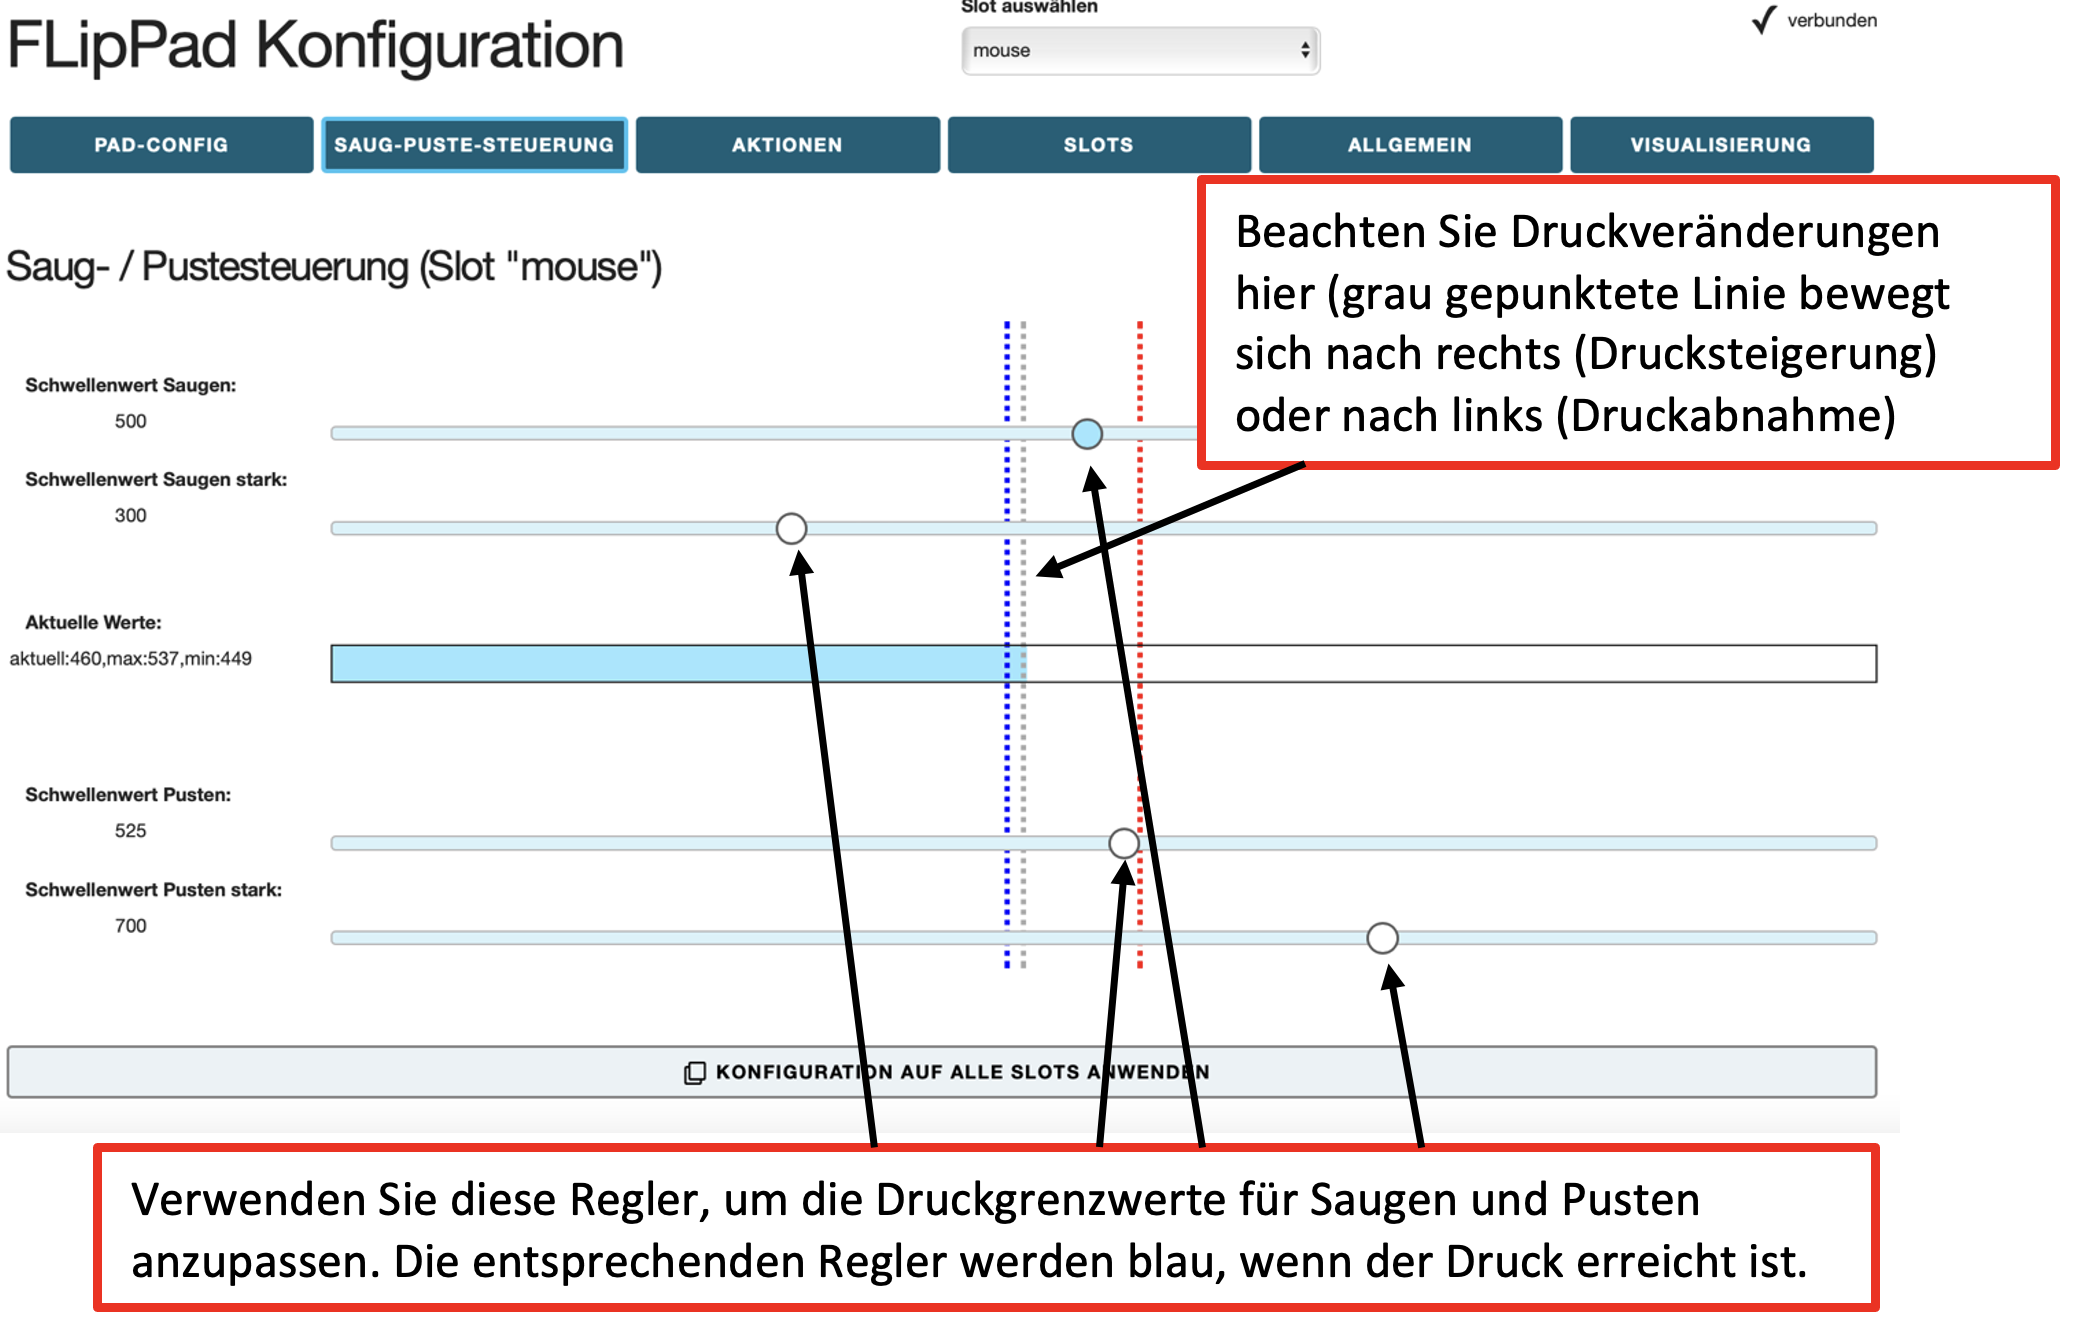 FLipPad Konfiguration
Slot auswählen
mouse
verbunden
PAD-CONFIG
SAUG-PUSTE-STEUERUNG
AKTIONEN
SLOTS
ALLGEMEIN
VISUALISIERUNG
Saug- / Pustesteuerung (Slot "mouse")
Beachten Sie Druckveränderungen
hier (grau gepunktete Linie bewegt
sich nach rechts (Drucksteigerung)
oder nach links (Druckabnahme)
Schwellenwert Saugen:
500
Schwellenwert Saugen stark:
300
Aktuelle Werte:
aktuell:460,max:537,min:449
Schwellenwert Pusten:
525
Schwellenwert Pusten stark:
700
KONFIGURATION AUF ALLE SLOTS ANWENDEN
Verwenden Sie diese Regler, um die Druckgrenzwerte für Saugen und Pusten
anzupassen. Die entsprechenden Regler werden blau, wenn der Druck erreicht ist.